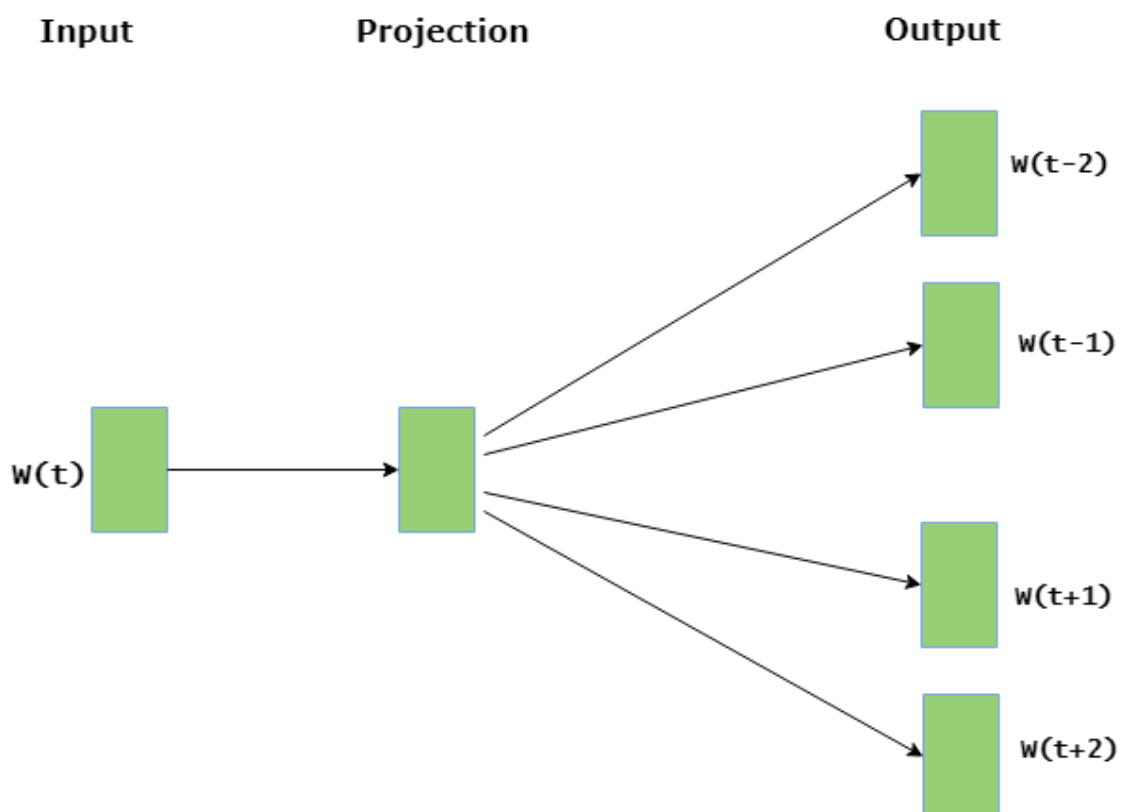 Input Projection Output
W(t-2)
W(t-1)
W(t)
W(t+1)
W(t+2)